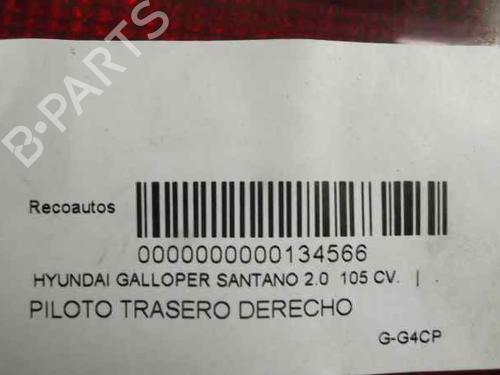 B-PARTS
Recoautos
0000000000134566
HYUNDAI GALLOPER SANTANO 2.0 105 CV. | .
PILOTO TRASERO DERECHO
G-G4CP